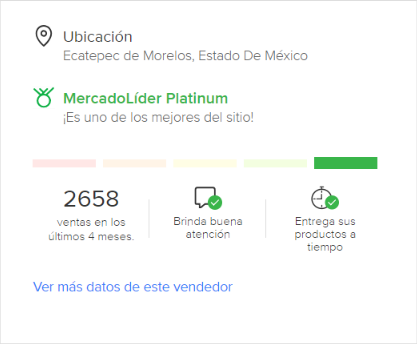 Ubicación
Ecatepec de Morelos, Estado De México
MercadoLíder Platinum
¡Es uno de los mejores del sitio!
2658
ventas en los
últimos 4 meses.
Brinda buena
atención
Entrega sus
productos a
tiempo
Ver más datos de este vendedor